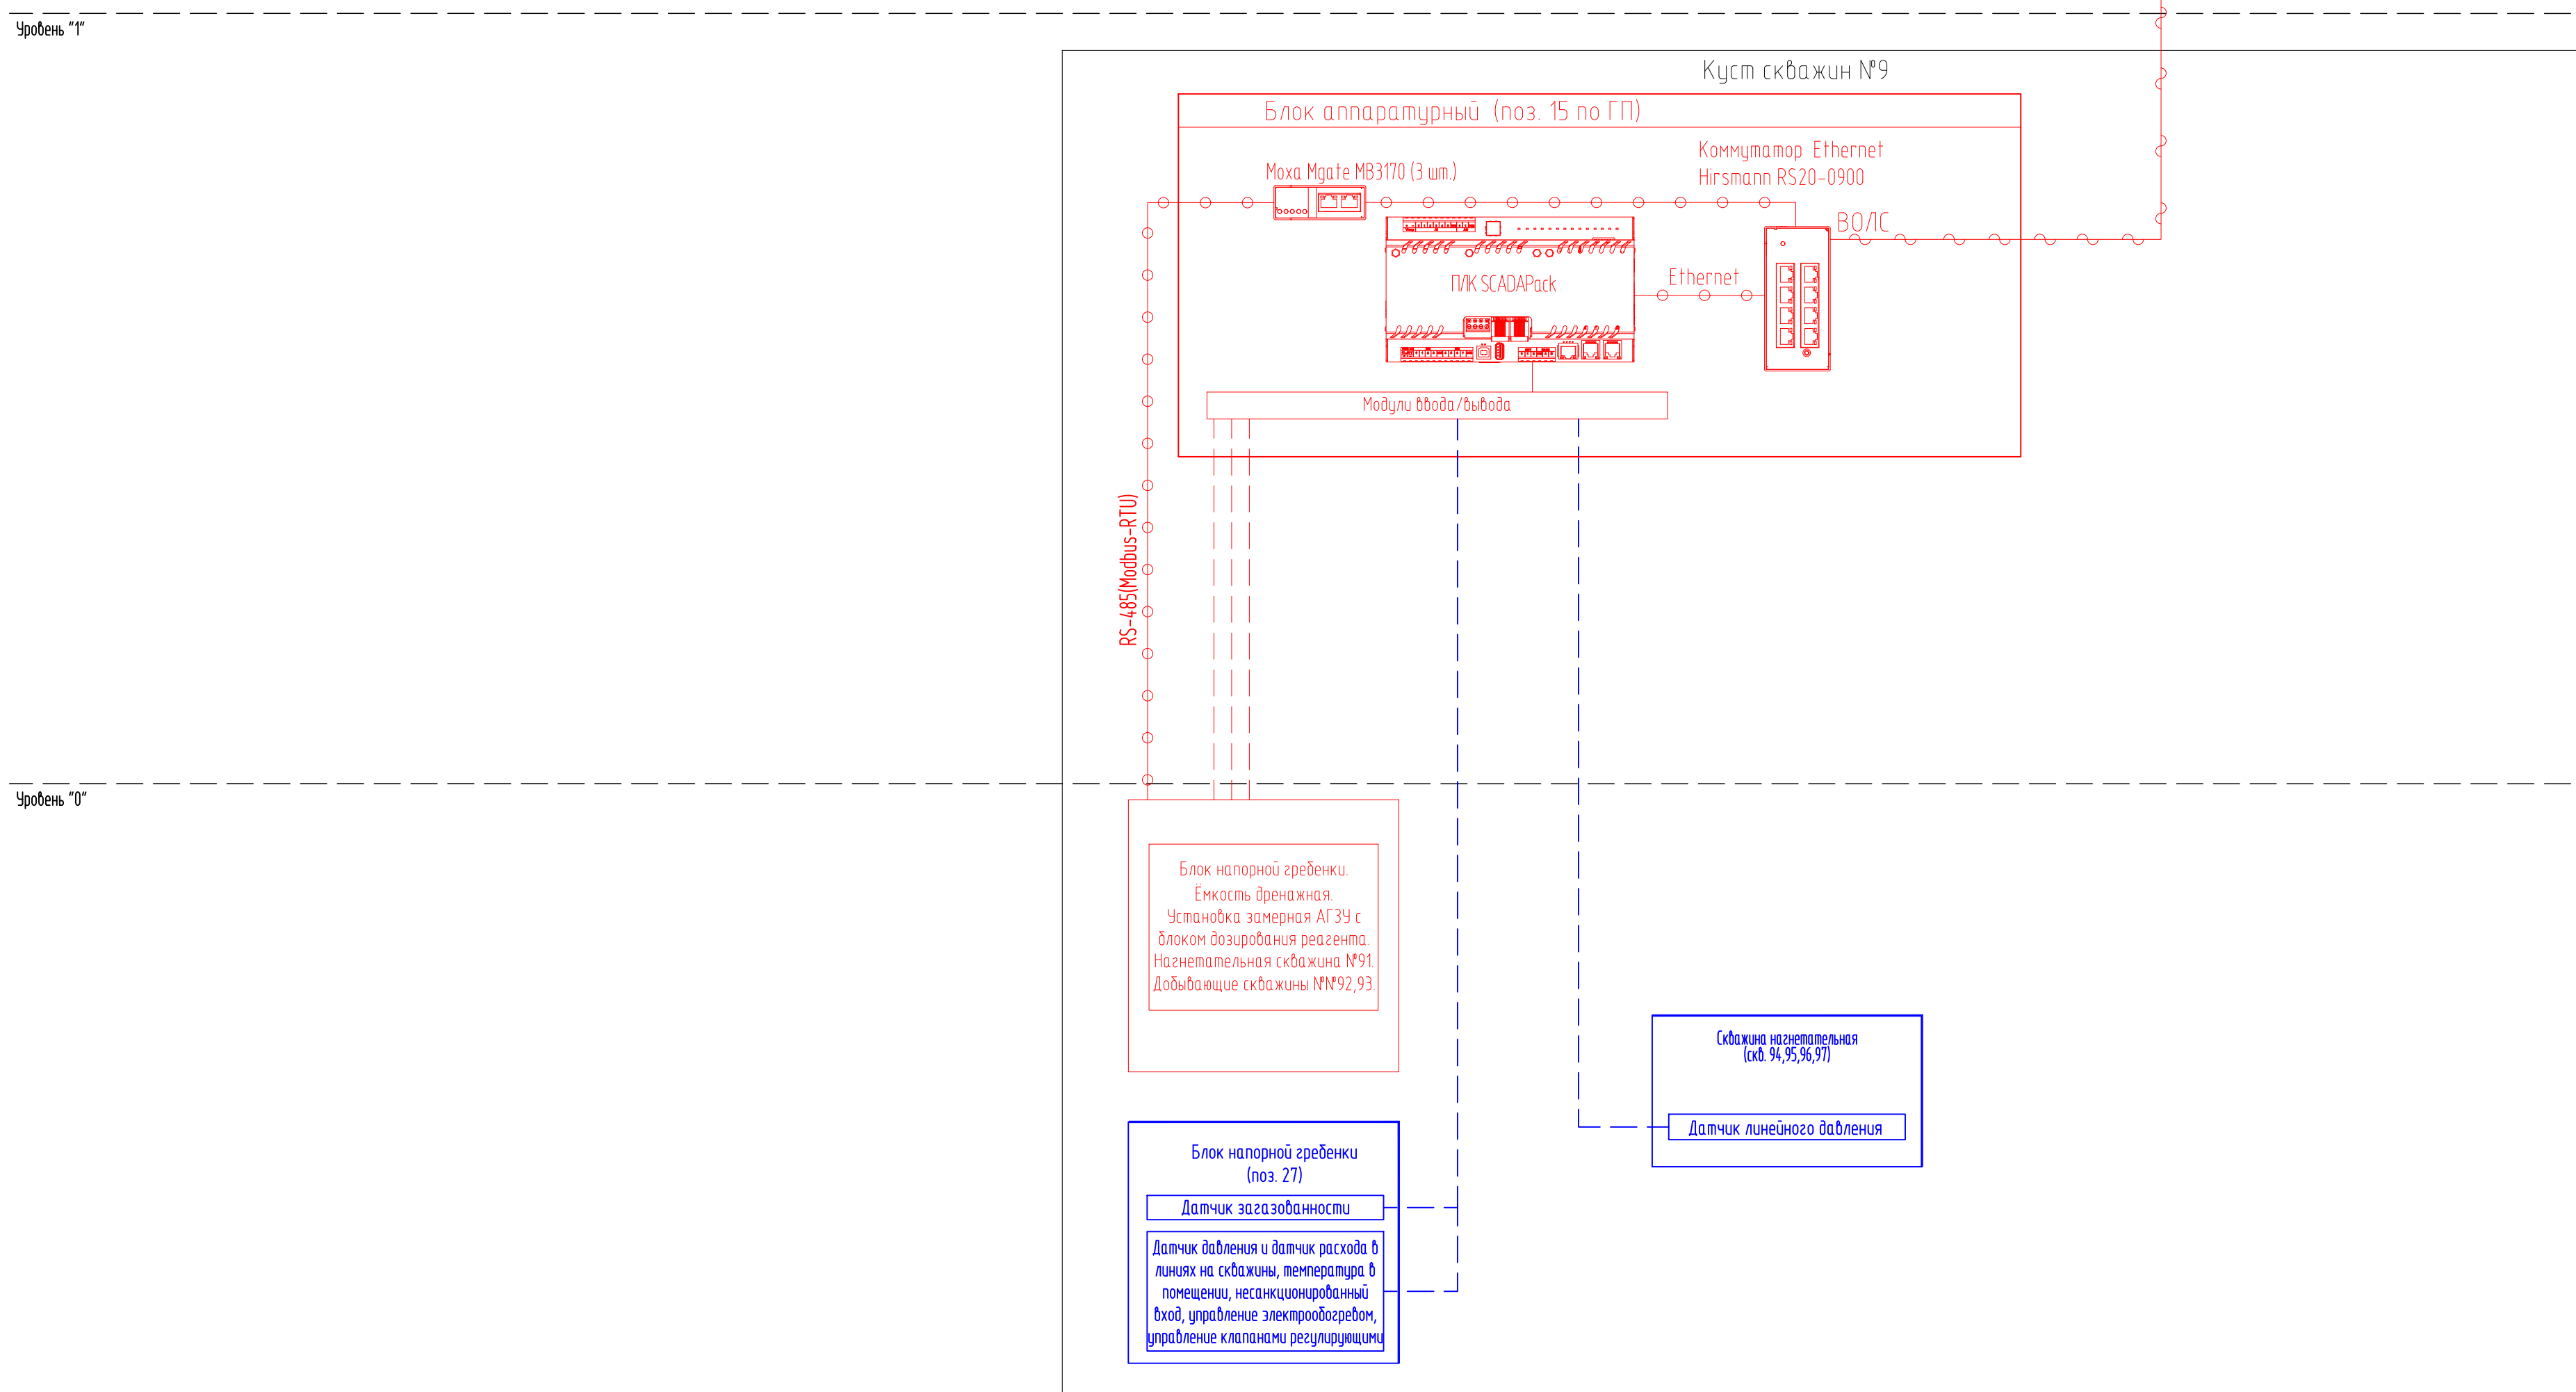 Уровень "1"
Куст скважин №9
Блок аппаратурный (поз. 15 по ГП)
Moxa Mgate MB3170 (3 шт.)
Коммутатор Ethernet
Hirsmann RS20-0900
ВОЛС
ПЛК SCADAPack
Ethernet
Модули ввода/вывода
RS-485(Modbus-RTU)
Уровень "0"
Блок напорной гребенки.
Ёмкость дренажная.
Установка замерная АГЗУ с
блоком дозирования реагента.
Нагнетательная скважина №91.
Добывающие скважины №№92,93.
Скважина нагнетательная
(скв. 94,95,96,97)
Датчик линейного давления
Блок напорной гребенки
(поз. 27)
Датчик загазованности
Датчик давления и датчик расхода в
линиях на скважины, температура в
помещении, несанкционированный
вход, управление электрообогревом,
управление клапанами регулирующими